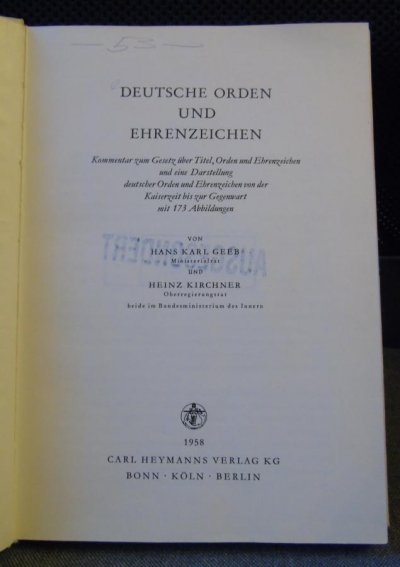 — 53 —
DEUTSCHE ORDEN
UND
EHRENZEICHEN
Kommentar zum Gesetz über Titel, Orden und Ehrenzeichen
und eine Darstellung
deutscher Orden und Ehrenzeichen von der
Kaiserzeit bis zur Gegenwart
mit 173 Abbildungen
VON
HANS KARL GEEB
Ministerialrat
UND
AUSGESONDERT
HEINZ KIRCHNER
Oberregierungsrat
beide im Bundesministerium des Innern
1958
CARL HEYMANNS VERLAG KG
BONN · KÖLN · BERLIN